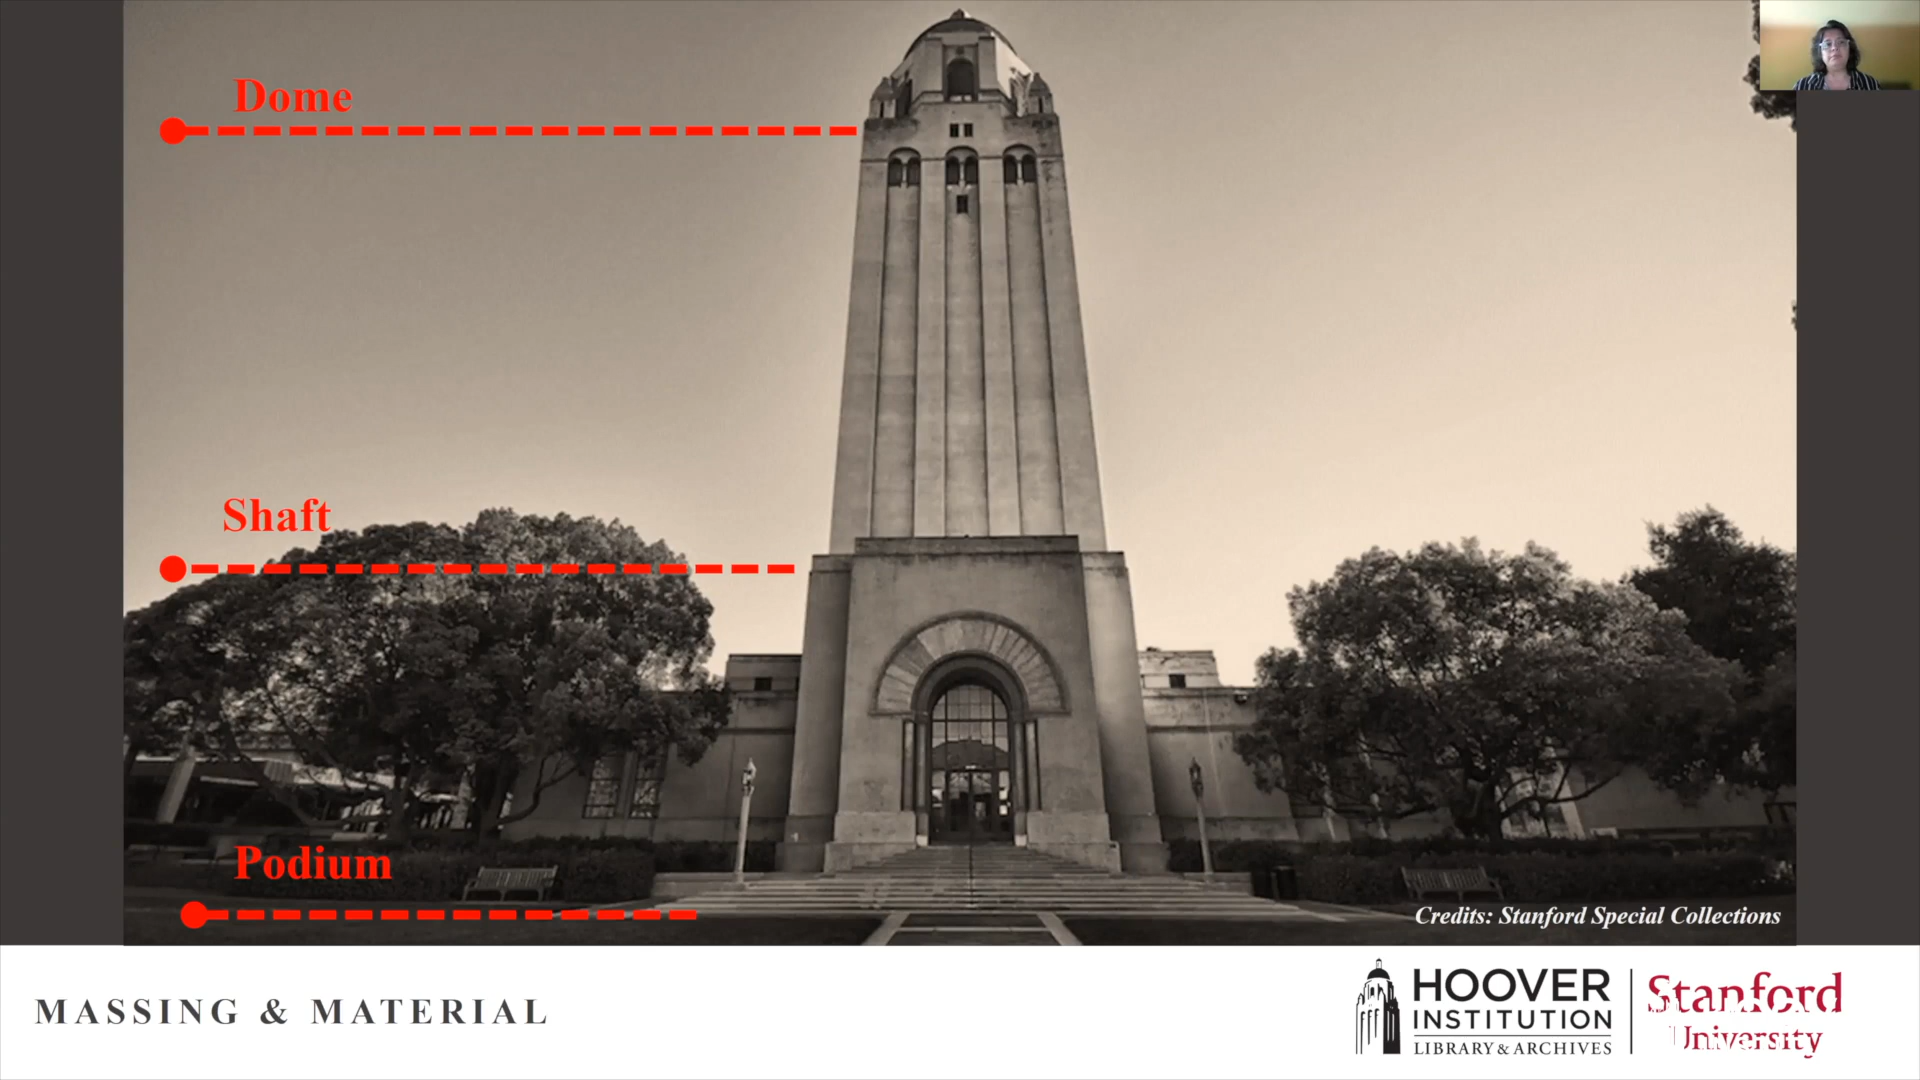 Dome
Shaft
Podium
Credits: Stanford Special Collections
MASSING & MATERIAL
HOOVER
INSTITUTION
LIBRARY & ARCHIVES
Stanford
University